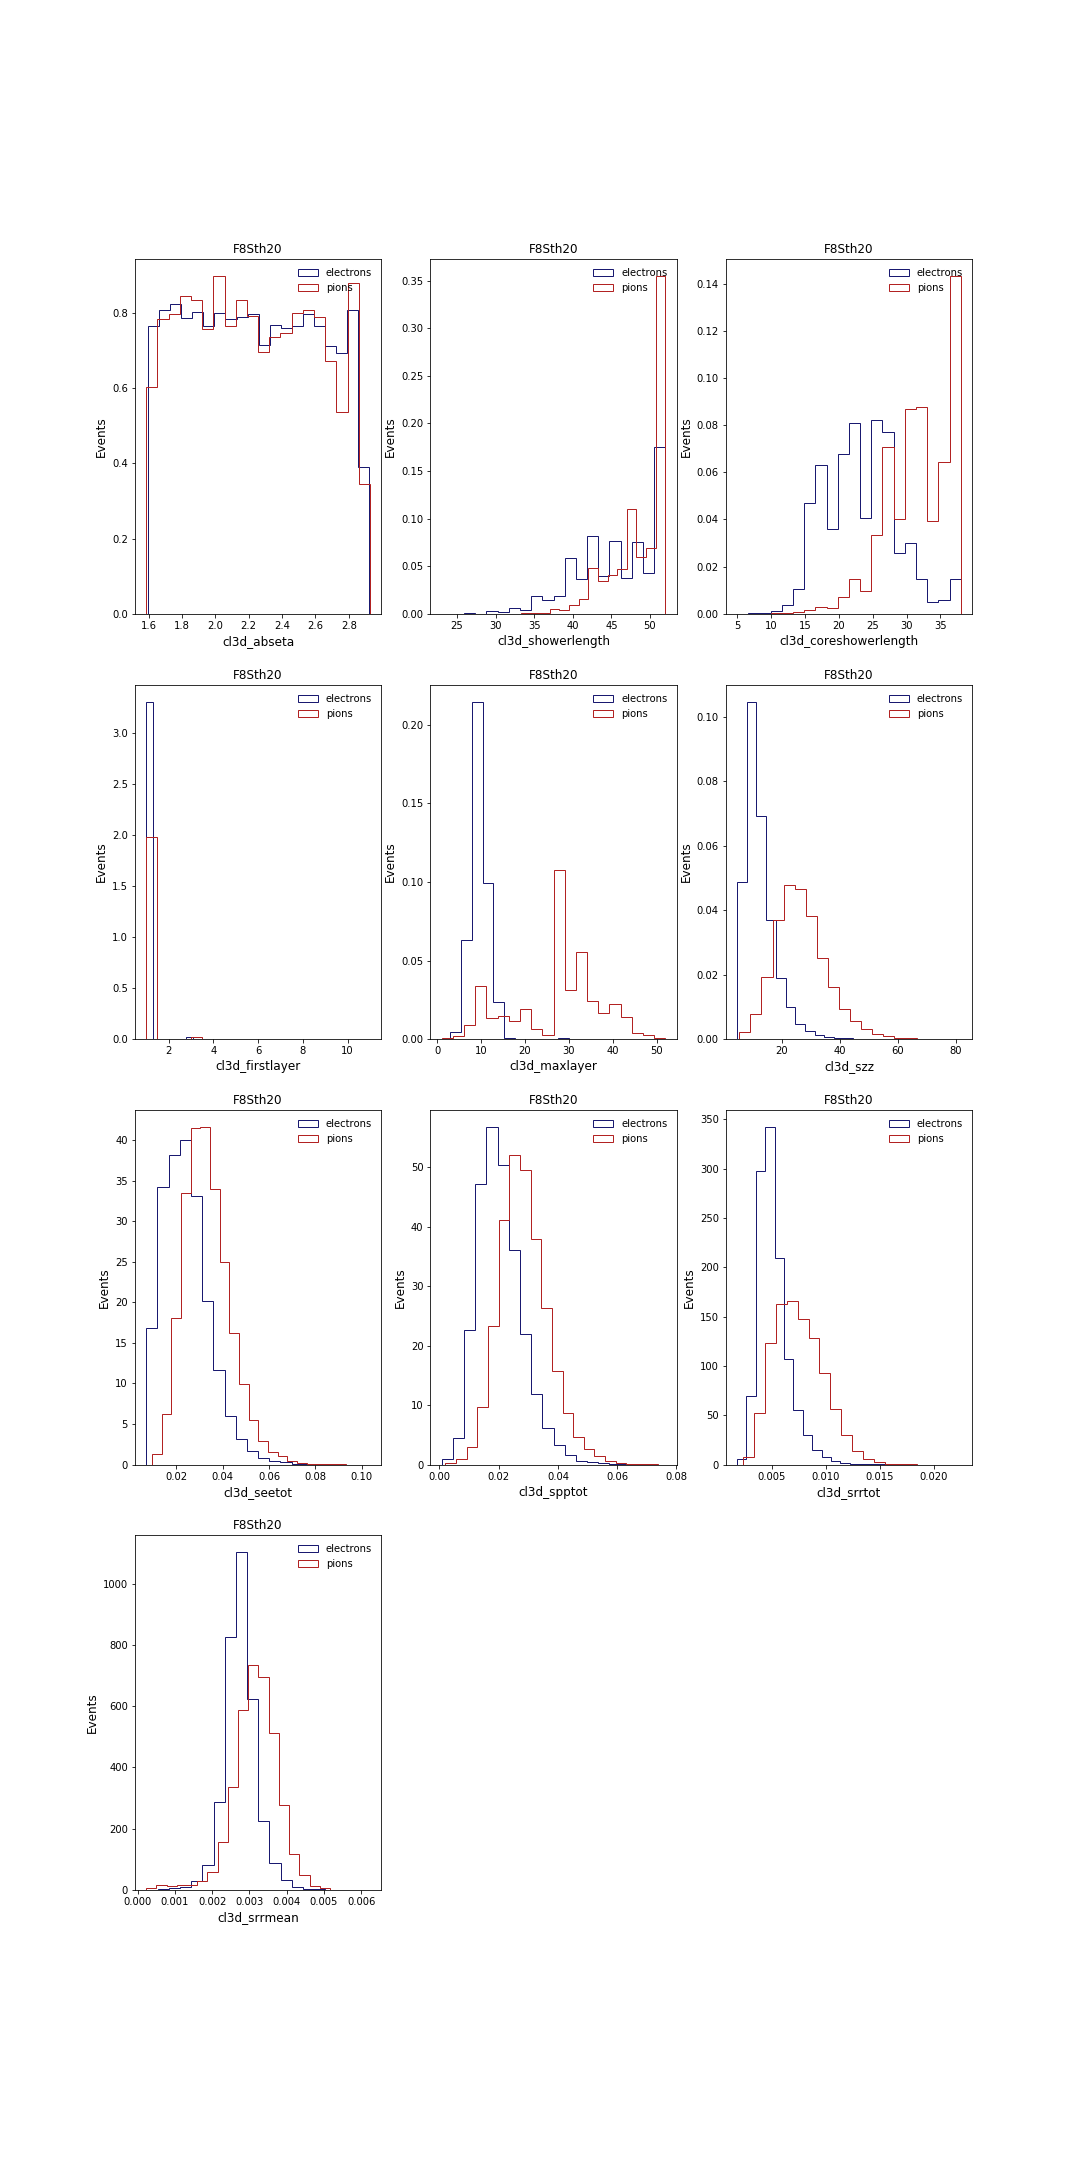 F8Sth20
electrons
pions
Events
0.0 0.2 0.4 0.6 0.8
1.6 1.8 2.0 2.2 2.4 2.6 2.8
cl3d_abseta
F8Sth20
electrons
pions
Events
0.00 0.05 0.10 0.15 0.20 0.25 0.30 0.35
25 30 35 40 45 50
cl3d_showerlength
F8Sth20
electrons
pions
Events
0.00 0.02 0.04 0.06 0.08 0.10 0.12 0.14
5 10 15 20 25 30 35
cl3d_coreshowerlength
F8Sth20
electrons
pions
Events
0.0 0.5 1.0 1.5 2.0 2.5 3.0
2 4 6 8 10
cl3d_firstlayer
F8Sth20
electrons
pions
Events
0.00 0.05 0.10 0.15 0.20
0 10 20 30 40 50
cl3d_maxlayer
F8Sth20
electrons
pions
Events
0.00 0.02 0.04 0.06 0.08 0.10
20 40 60 80
cl3d_szz
F8Sth20
electrons
pions
Events
0 5 10 15 20 25 30 35 40
0.02 0.04 0.06 0.08 0.10
cl3d_seetot
F8Sth20
electrons
pions
Events
0 10 20 30 40 50
0.00 0.02 0.04 0.06 0.08
cl3d_spptot
F8Sth20
electrons
pions
Events
0 50 100 150 200 250 300 350
0.005 0.010 0.015 0.020
cl3d_srrtot
F8Sth20
electrons
pions
Events
0 200 400 600 800 1000
0.000 0.001 0.002 0.003 0.004 0.005 0.006
cl3d_srrmean